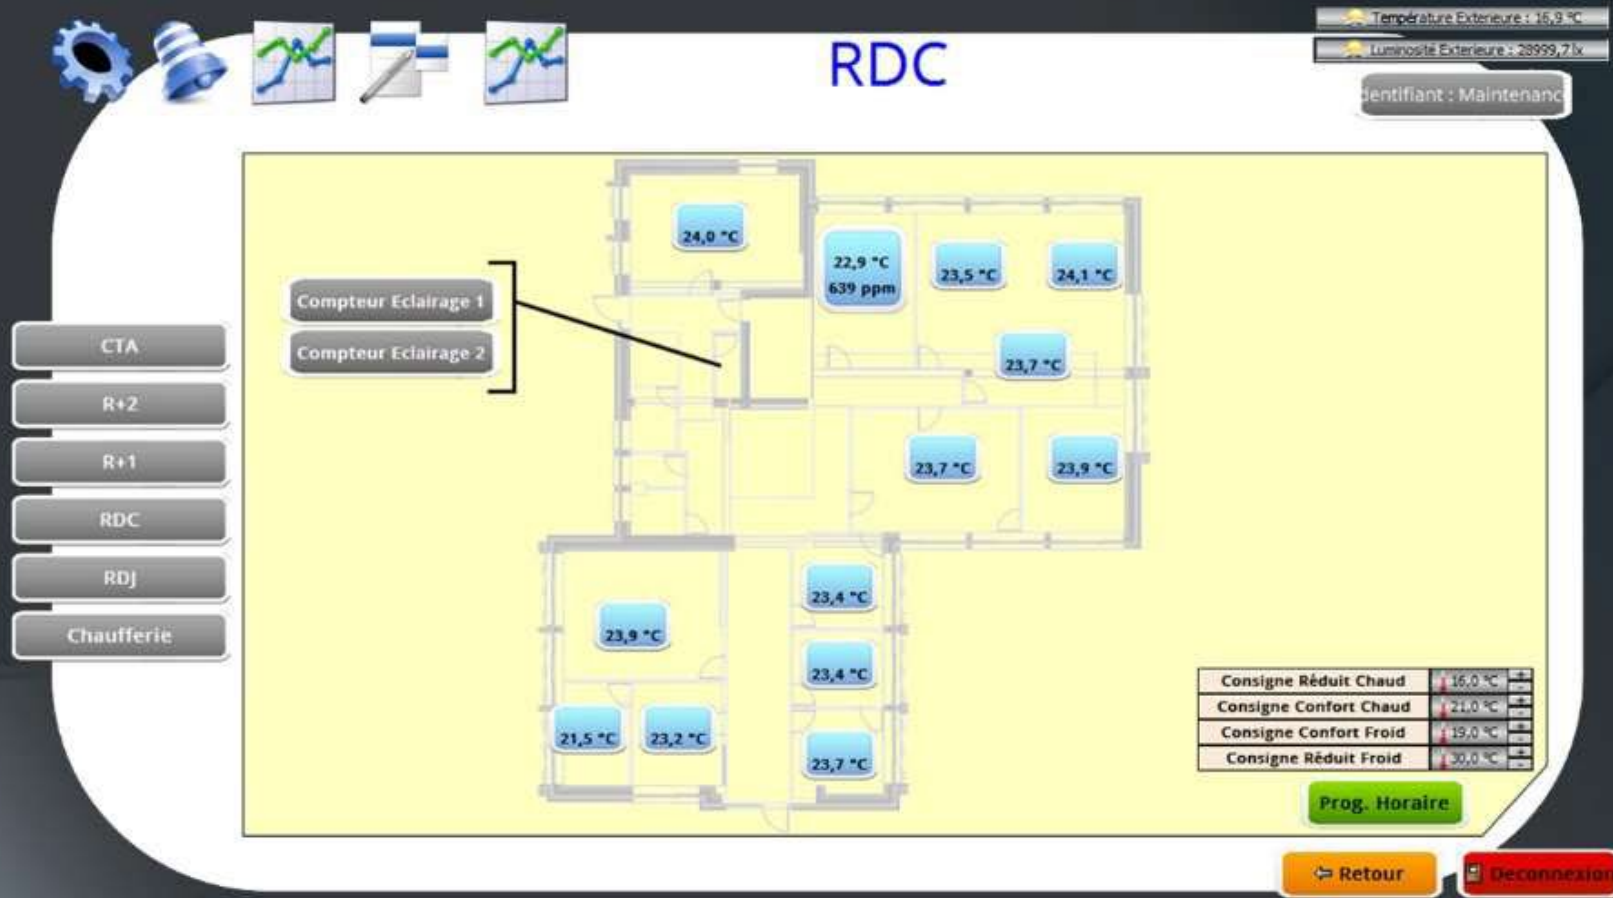 RDC
Température Exterieure : 16,9 °C
Luminosité Exterieure : 28999,7 lx
dentifiant : Maintenanc
CTA
R+2
R+1
RDC
RDJ
Chaufferie
Compteur Eclairage 1
Compteur Eclairage 2
24,0 °C
22,9 °C
639 ppm
23,5 °C
24,1 °C
23,7 °C
23,7 °C
23,9 °C
23,4 °C
23,9 °C
23,4 °C
21,5 °C
23,2 °C
23,7 °C
Consigne Réduit Chaud 16,0 °C + -
Consigne Confort Chaud 21,0 °C + -
Consigne Confort Froid 19,0 °C + -
Consigne Réduit Froid 30,0 °C + -
Prog. Horaire
Retour
Deconnexion